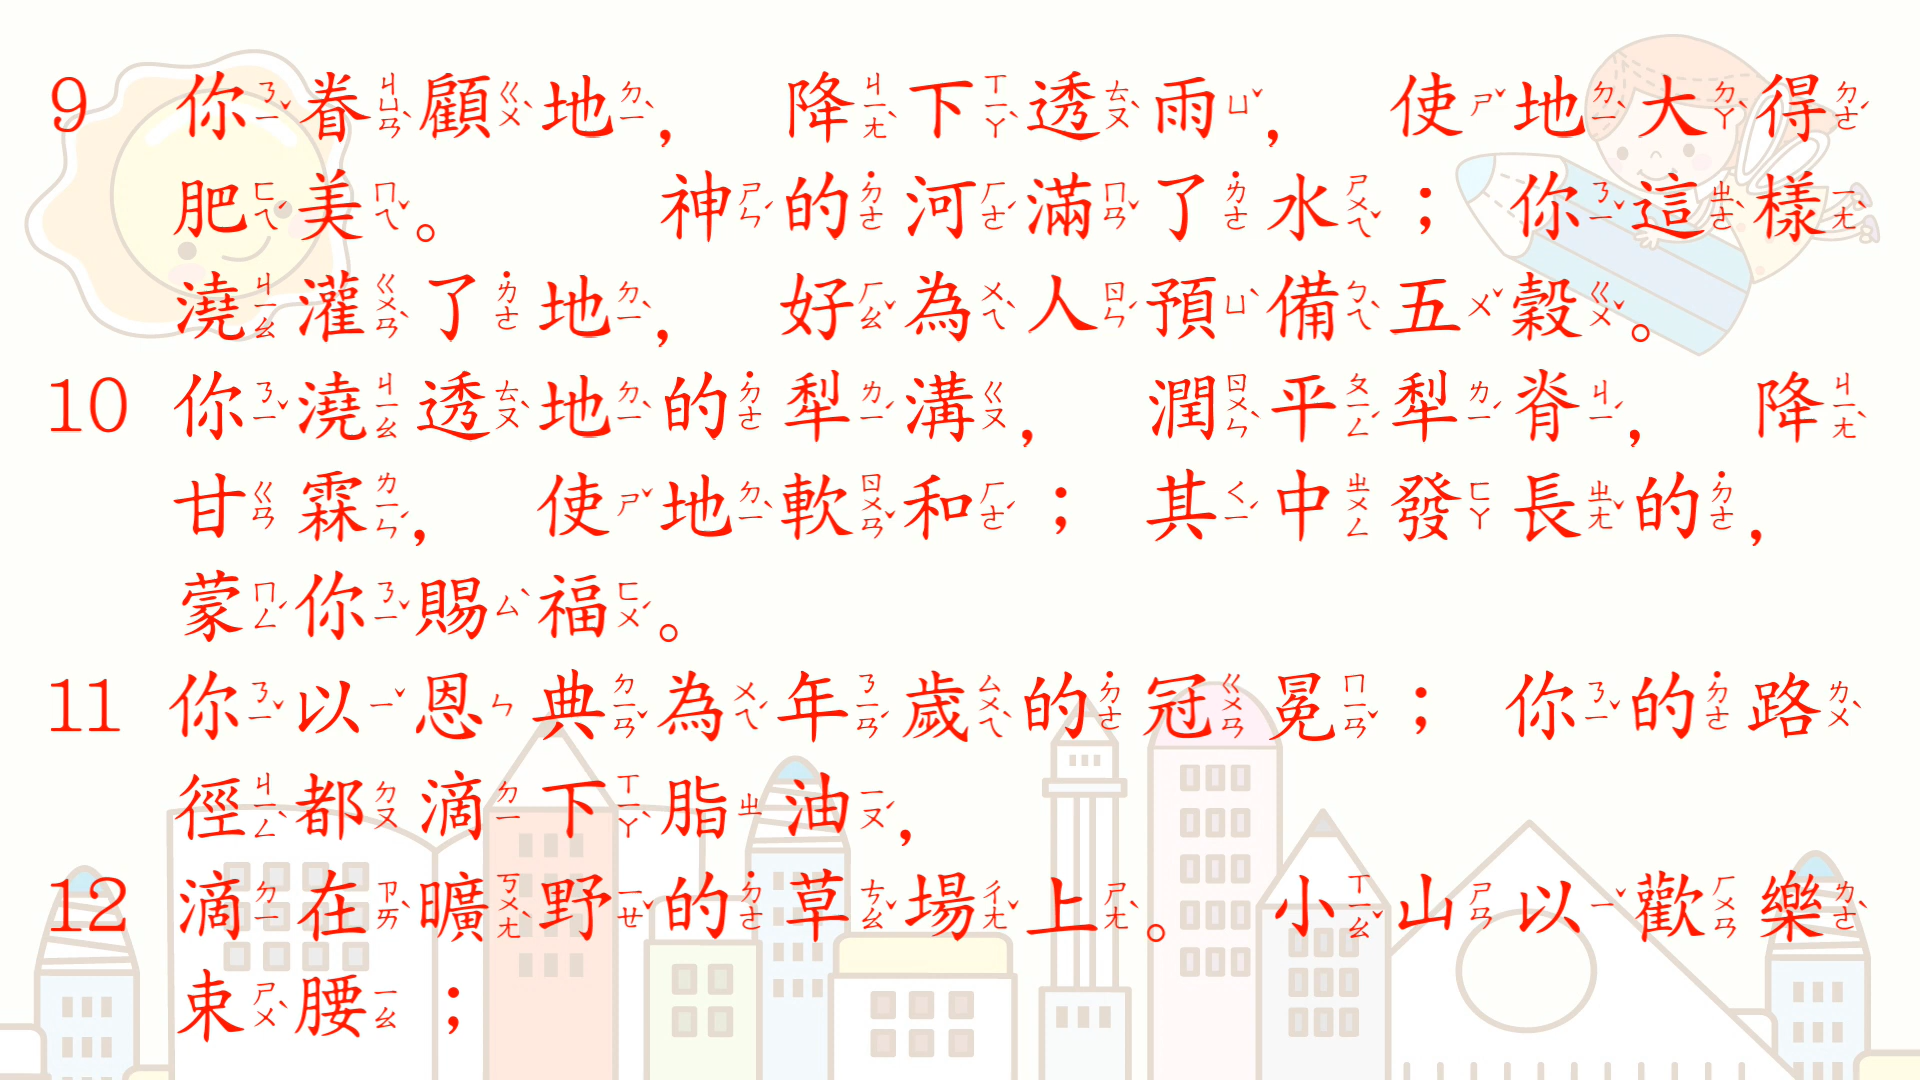 9 你眷顧地， 降下透雨， 使地大得
肥美。 神的河滿了水；你這樣
澆灌了地， 好為人預備五穀。
10 你澆透地的犁溝， 潤平犁脊， 降
甘霖， 使地軟和；其中發長的，
蒙你賜福。
11 你以恩典為年歲的冠冕；你的路
徑都滴下脂油，
12 滴在曠野的草場上。 小山以歡樂
束腰；